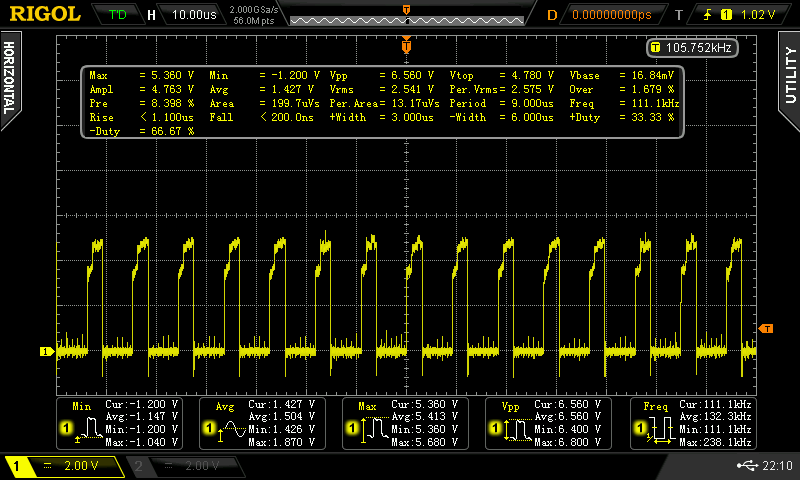 RIGOL T'D H 10.00us 2.000GSa/s 56.0M pts D 0.00000000ps T 1 1.02 V
HORIZONTAL
UTILITY
T
T 105.752kHz
Max = 5.360 V Min = -1.200 V Vpp = 6.560 V Vtop = 4.780 V Vbase = 16.84mV
Ampl = 4.763 V Avg = 1.427 V Vrms = 2.541 V Per.Vrms= 2.575 V Over = 1.679 %
Pre = 8.398 % Area = 199.7uVs Per.Area= 13.17uVs Period = 9.000us Freq = 111.1kHz
Rise < 1.100us Fall < 200.0ns +Width = 3.000us -Width = 6.000us +Duty = 33.33 %
-Duty = 66.67 %
T
1
Min Cur:-1.200 V Avg Cur:1.427 V Max Cur:5.360 V Vpp Cur:6.560 V Freq Cur:111.1kHz
Avg:-1.147 V Avg:1.504 V Avg:5.413 V Avg:6.560 V Avg:132.3kHz
1 Min:-1.200 V 1 Min:1.426 V 1 Min:5.360 V 1 Min:6.400 V 1 Min:111.1kHz
Max:-1.040 V Max:1.870 V Max:5.680 V Max:6.800 V Max:238.1kHz
1 = 2.00 V 2 = 2.00 V 22:10